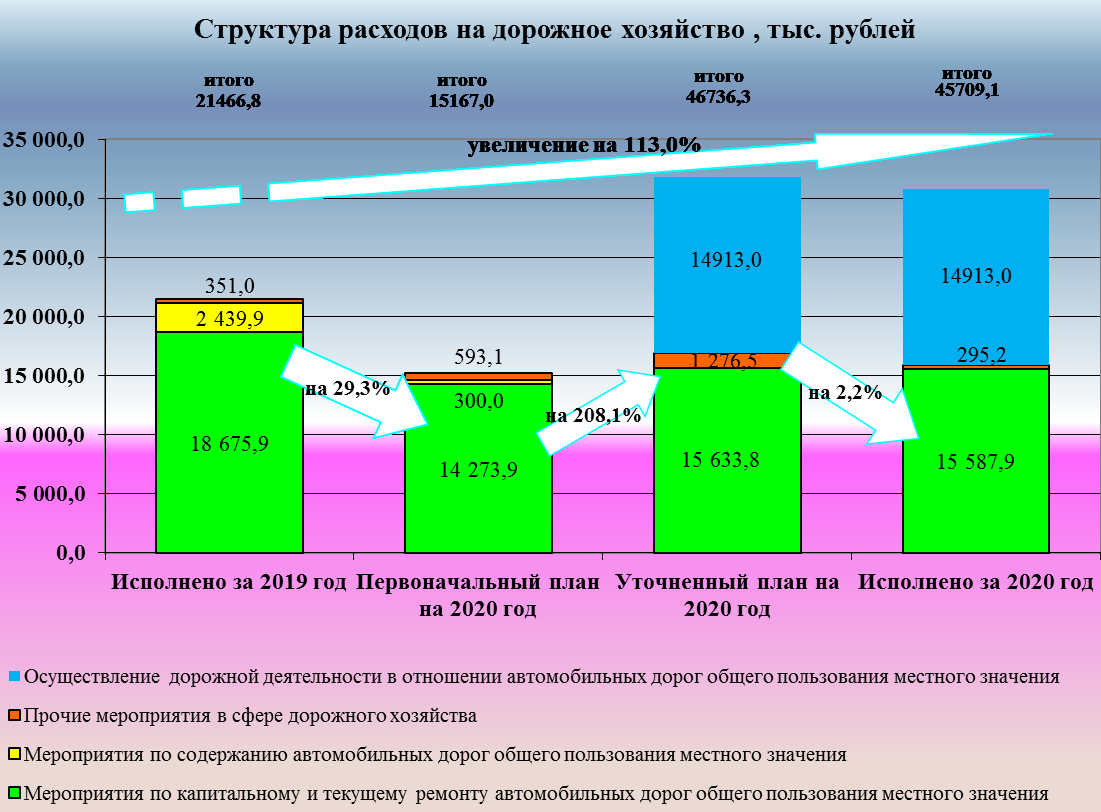 Структура расходов на дорожное хозяйство , тыс. рублей
итого
21466,8
итого
15167,0
итого
46736,3
итого
45709,1
увеличение на 113,0%
35 000,0
30 000,0
25 000,0
20 000,0
15 000,0
10 000,0
5 000,0
0,0
351,0
2 439,9
18 675,9
на 29,3%
593,1
300,0
14 273,9
на 208,1%
14913,0
1 276,5
15 633,8
на 2,2%
14913,0
295,2
15 587,9
Исполнено за 2019 год
Первоначальный план
на 2020 год
Уточненный план на
2020 год
Исполнено за 2020 год
Осуществление дорожной деятельности в отношении автомобильных дорог общего пользования местного значения
Прочие мероприятия в сфере дорожного хозяйства
Мероприятия по содержанию автомобильных дорог общего пользования местного значения
Мероприятия по капитальному и текущему ремонту автомобильных дорог общего пользования местного значения